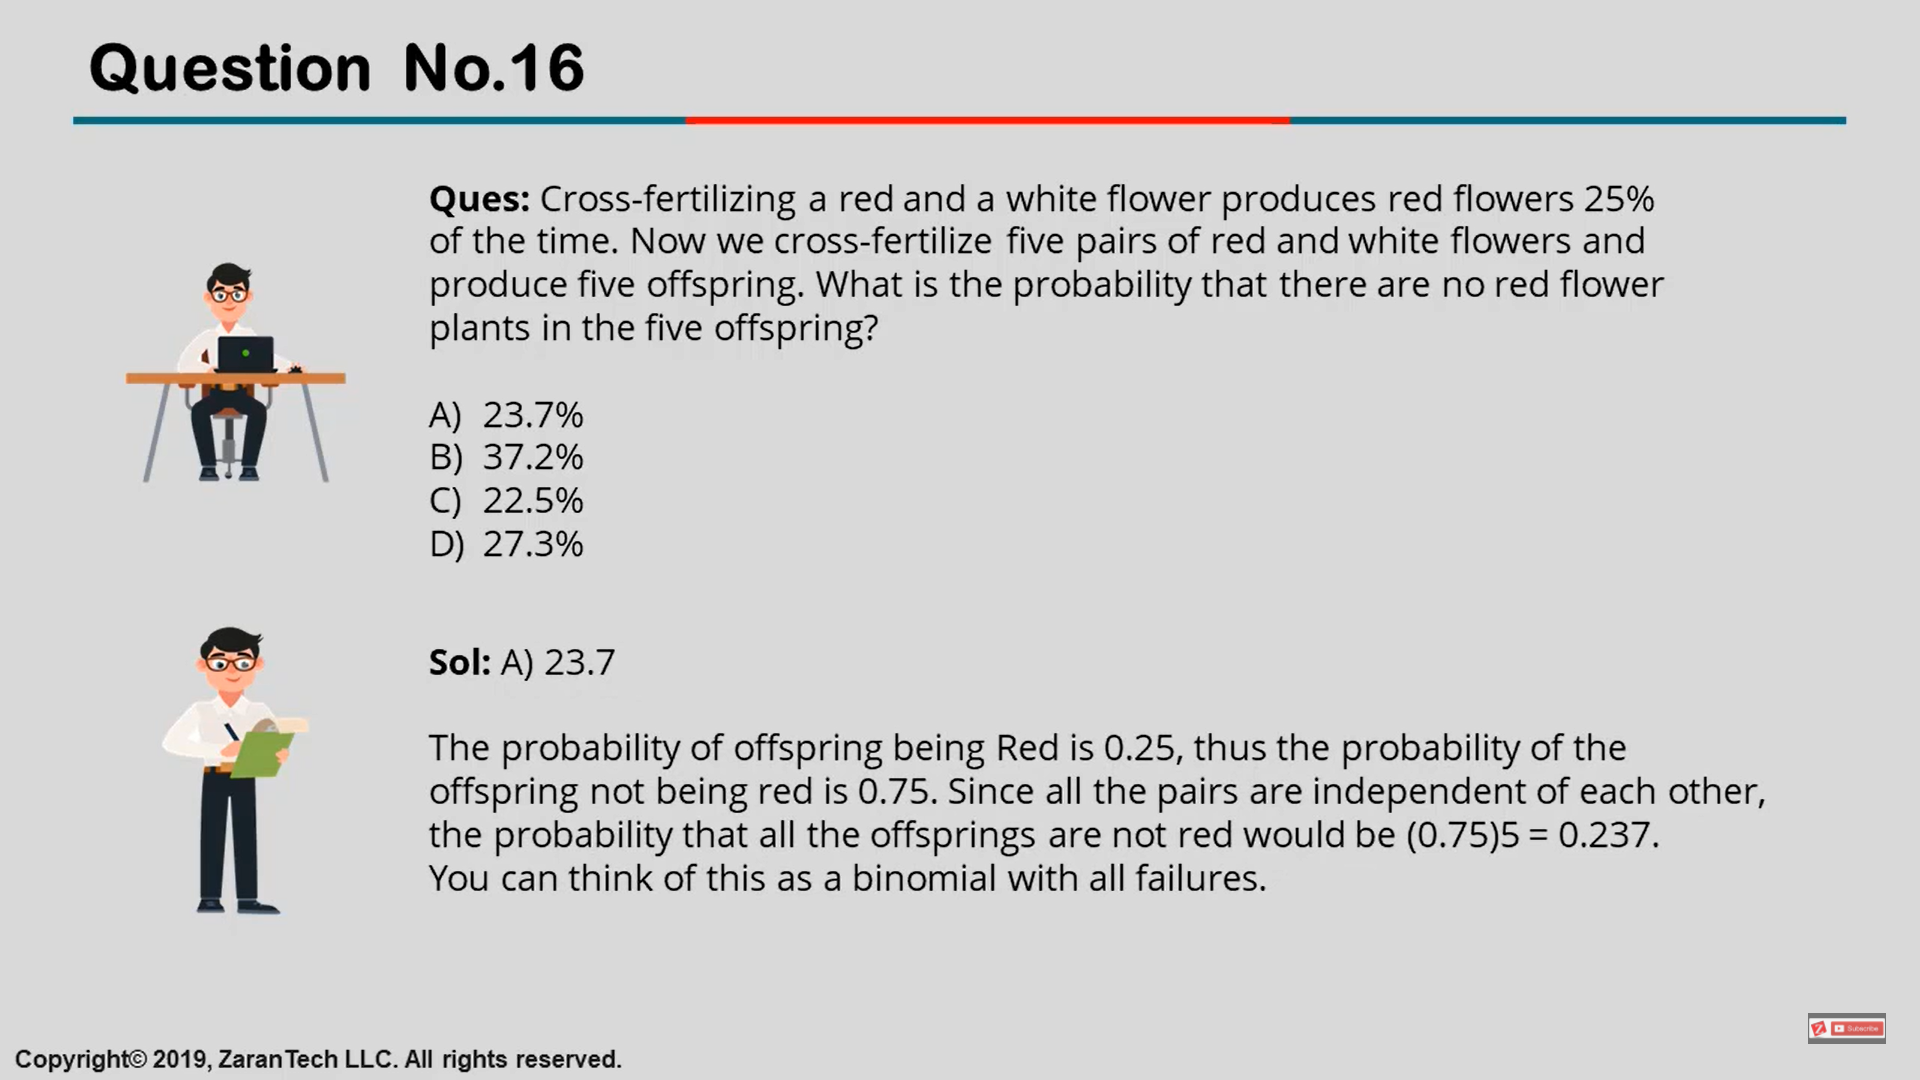 Question No.16
Ques: Cross-fertilizing a red and a white flower produces red flowers 25%
of the time. Now we cross-fertilize five pairs of red and white flowers and
produce five offspring. What is the probability that there are no red flower
plants in the five offspring?
A) 23.7%
B) 37.2%
C) 22.5%
D) 27.3%
Sol: A) 23.7
The probability of offspring being Red is 0.25, thus the probability of the
offspring not being red is 0.75. Since all the pairs are independent of each other,
the probability that all the offsprings are not red would be (0.75)5 = 0.237.
You can think of this as a binomial with all failures.
Subscribe
Copyright© 2019, ZaranTech LLC. All rights reserved.